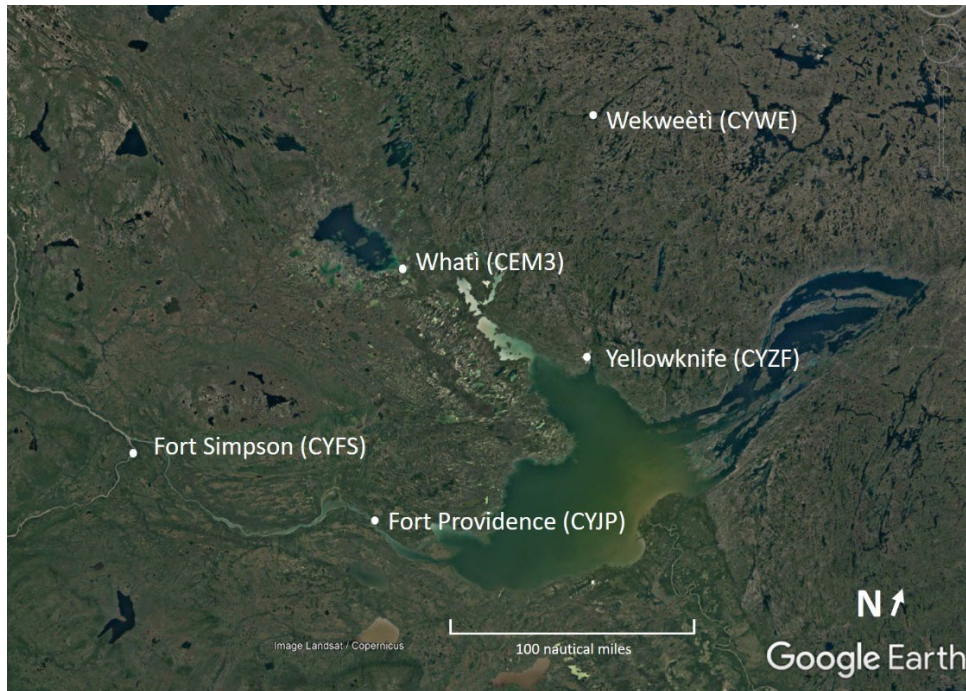 Wekweètì (CYWE)
Whatì (CEM3)
Yellowknife (CYZF)
Fort Simpson (CYFS)
Fort Providence (CYJP)
N
100 nautical miles
Image Landsat / Copernicus
Google Earth